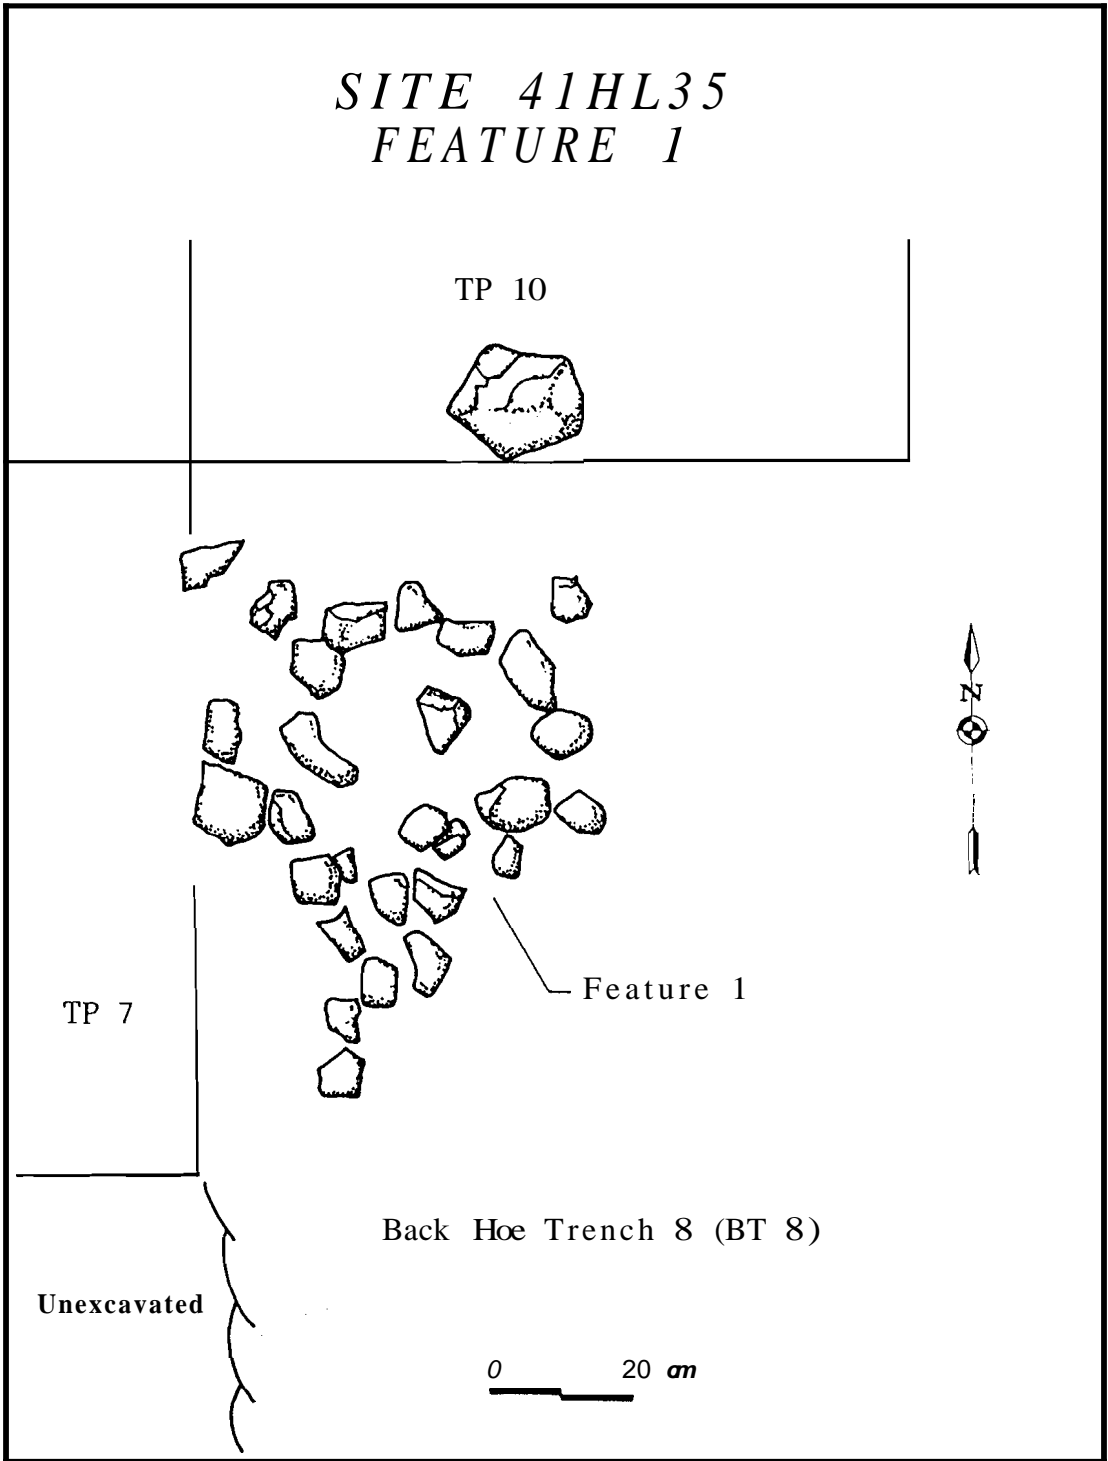 SITE 41HL35
FEATURE 1
TP 10
N
Feature 1
TP 7
Back Hoe Trench 8 (BT 8)
Unexcavated
0 20 cm